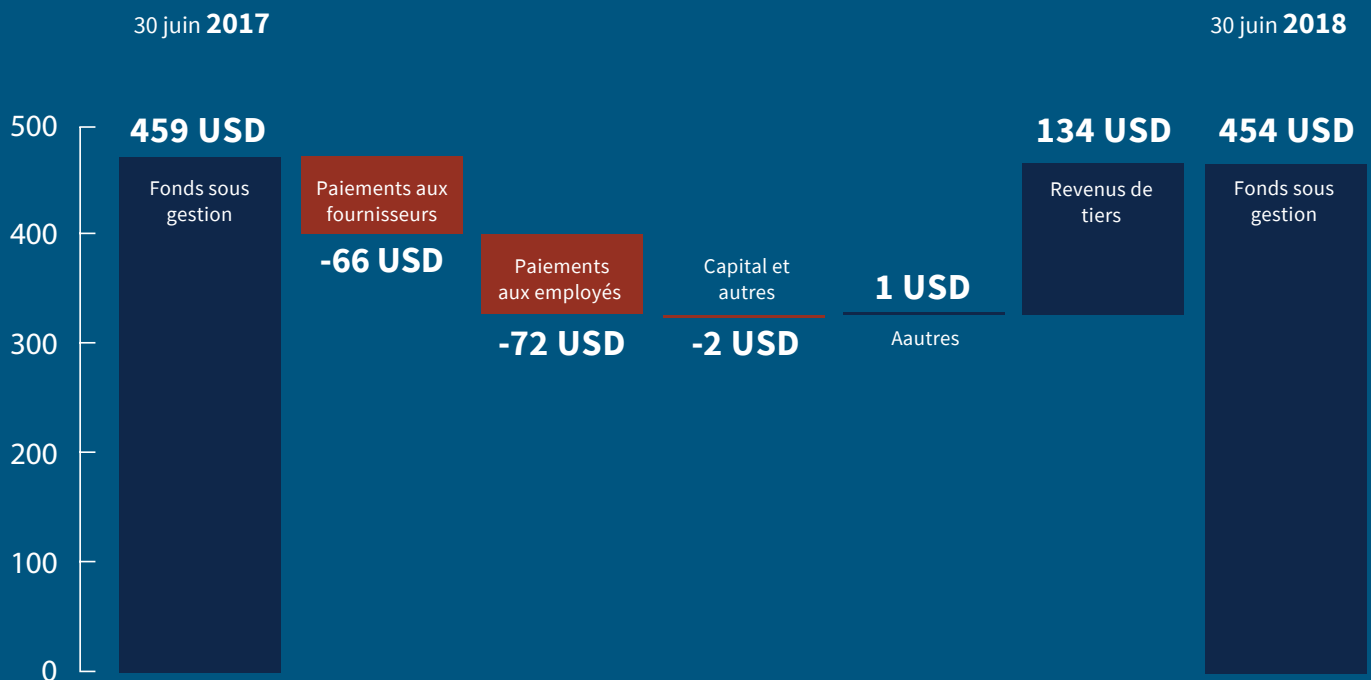 30 juin 2017
30 juin 2018
500
400
300
200
100
0
459 USD
Fonds sous
gestion
Paiements aux
fournisseurs
-66 USD
Paiements
aux employés
-72 USD
Capital et
autres
-2 USD
1 USD
Aautres
134 USD
Revenus de
tiers
454 USD
Fonds sous
gestion